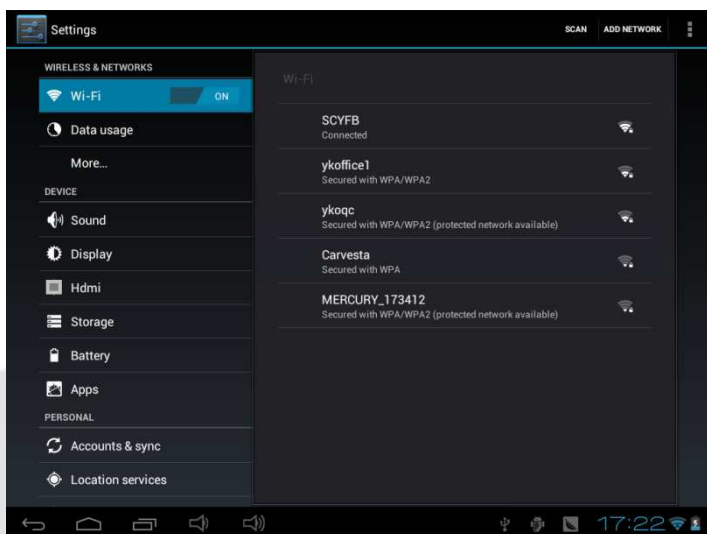 Settings
SCAN
ADD NETWORK
WIRELESS & NETWORKS
Wi-Fi
ON
Data usage
More...
DEVICE
Sound
Display
Hdmi
Storage
Battery
Apps
PERSONAL
Accounts & sync
Location services
Wi-Fi
SCYFB
Connected
ykoffice1
Secured with WPA/WPA2
ykoqc
Secured with WPA/WPA2 (protected network available)
Carvesta
Secured with WPA
MERCURY_173412
Secured with WPA/WPA2 (protected network available)
17:22